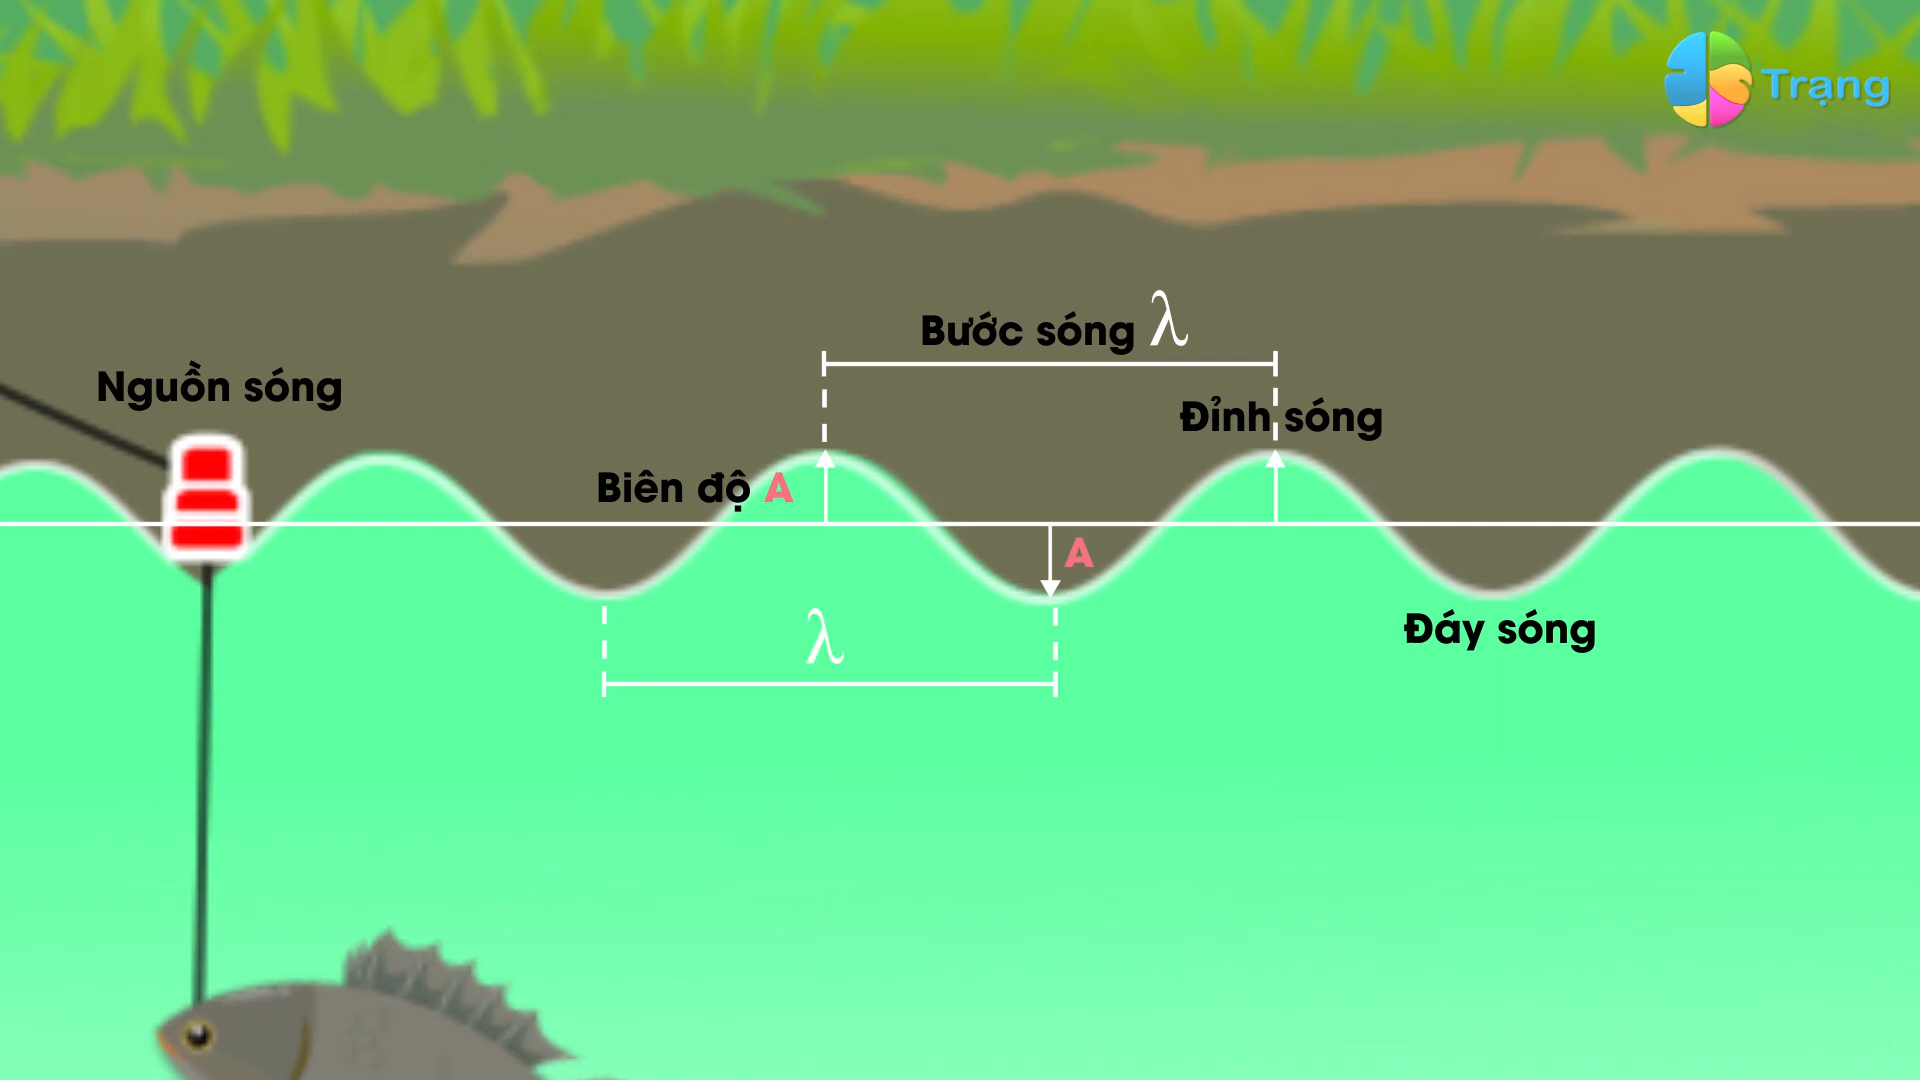 Trạng
Bước sóng λ
Nguồn sóng
Đỉnh sóng
Biên độ A
A
λ
Đáy sóng